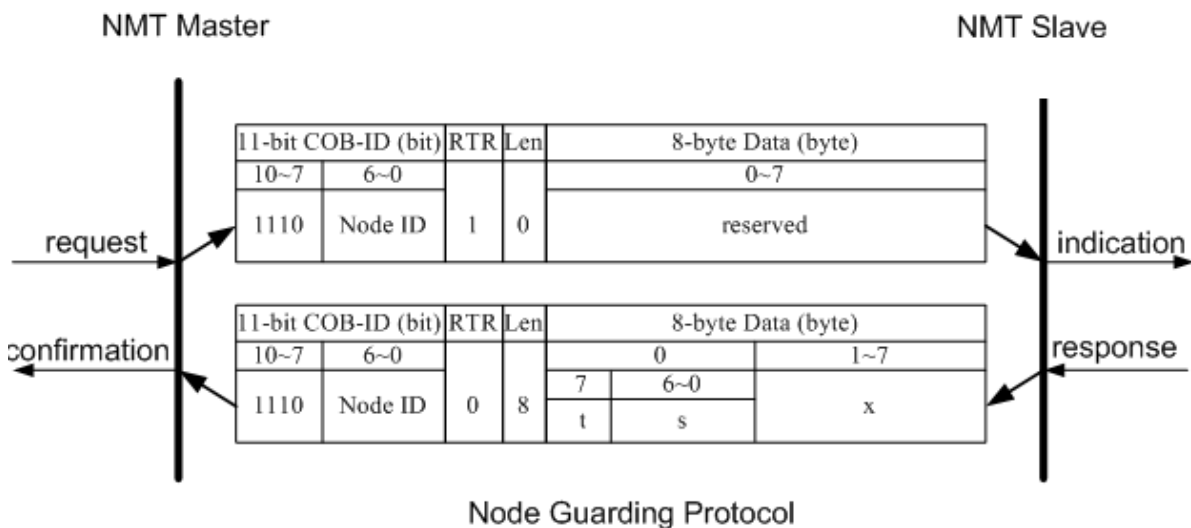 NMT Master
NMT Slave
11-bit COB-ID (bit) RTR Len 8-byte Data (byte)
10~7 6~0 0~7
1110 Node ID 1 0 reserved
request
indication
11-bit COB-ID (bit) RTR Len 8-byte Data (byte)
confirmation
response
10~7 6~0 0 1~7
7 6~0
1110 Node ID 0 8 x
t s
Node Guarding Protocol